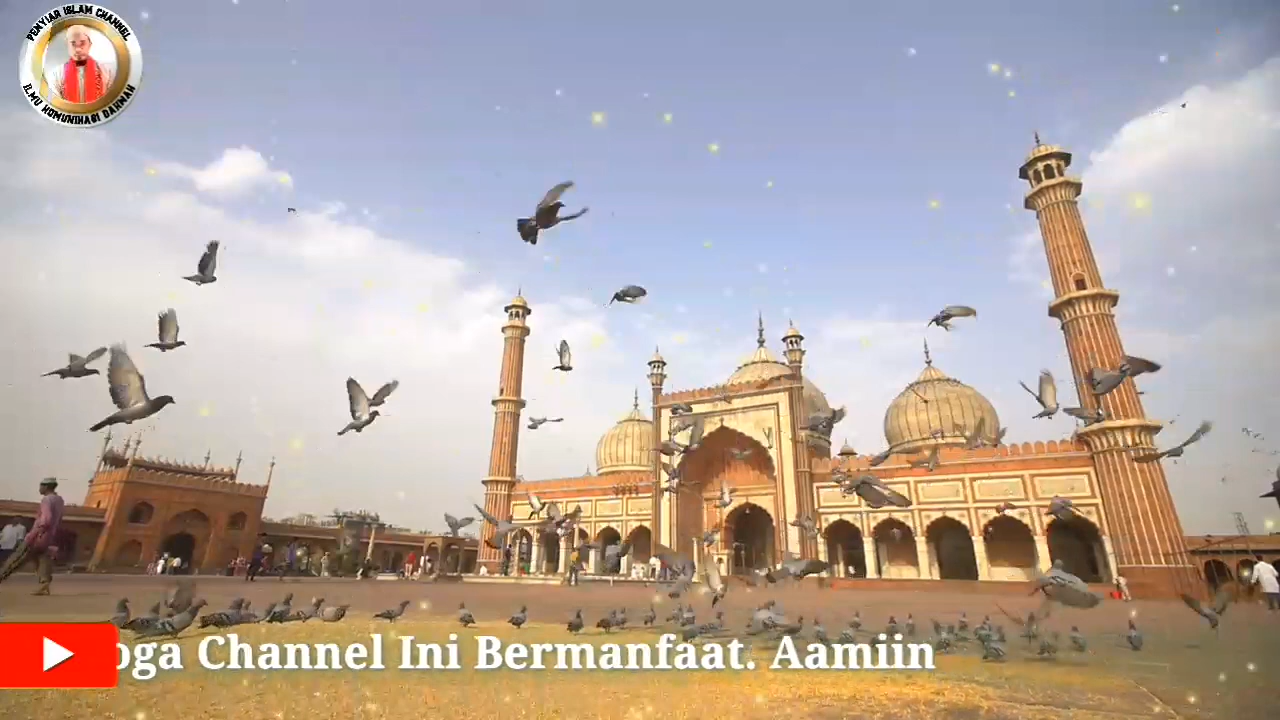 PENYIAR ISLAM CHANNEL
ILMU KOMUNIKASI DAKWAH
oga Channel Ini Bermanfaat. Aamiin